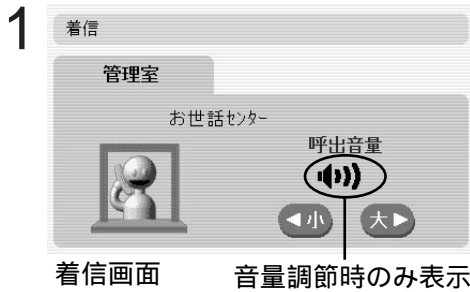 1
着信
管理室
お世話センター
呼出音量
◀小 大▶
着信画面 音量調節時のみ表示